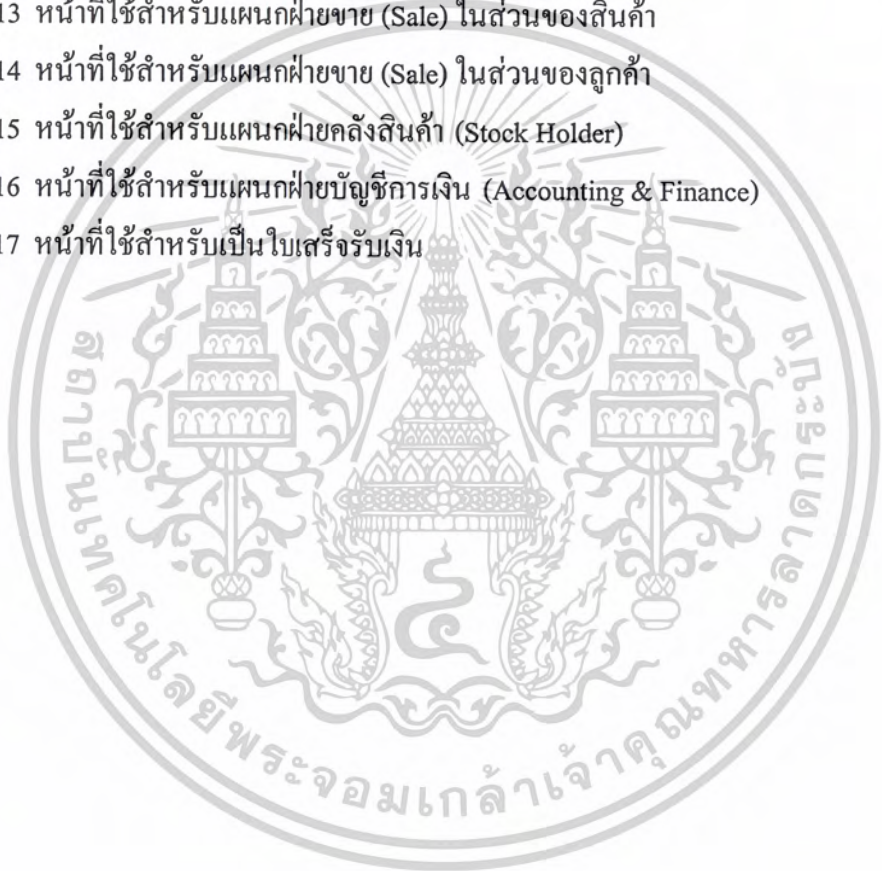 13 หน้าที่ใช้สำหรับแผนกฝ่ายขาย (Sale) ในส่วนของสินค้า
14 หน้าที่ใช้สำหรับแผนกฝ่ายขาย (Sale) ในส่วนของลูกค้า
15 หน้าที่ใช้สำหรับแผนกฝ่ายคลังสินค้า (Stock Holder)
16 หน้าที่ใช้สำหรับแผนกฝ่ายบัญชีการเงิน (Accounting & Finance)
17 หน้าที่ใช้สำหรับเป็นใบเสร็จรับเงิน
สถาบันเทคโนโลยีพระจอมเกล้าเจ้าคุณทหารลาดกระบัง
๔